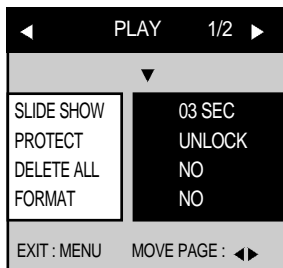 ◀ PLAY 1/2 ▶
▼
SLIDE SHOW 03 SEC
PROTECT UNLOCK
DELETE ALL NO
FORMAT NO
EXIT : MENU MOVE PAGE : ◀▶